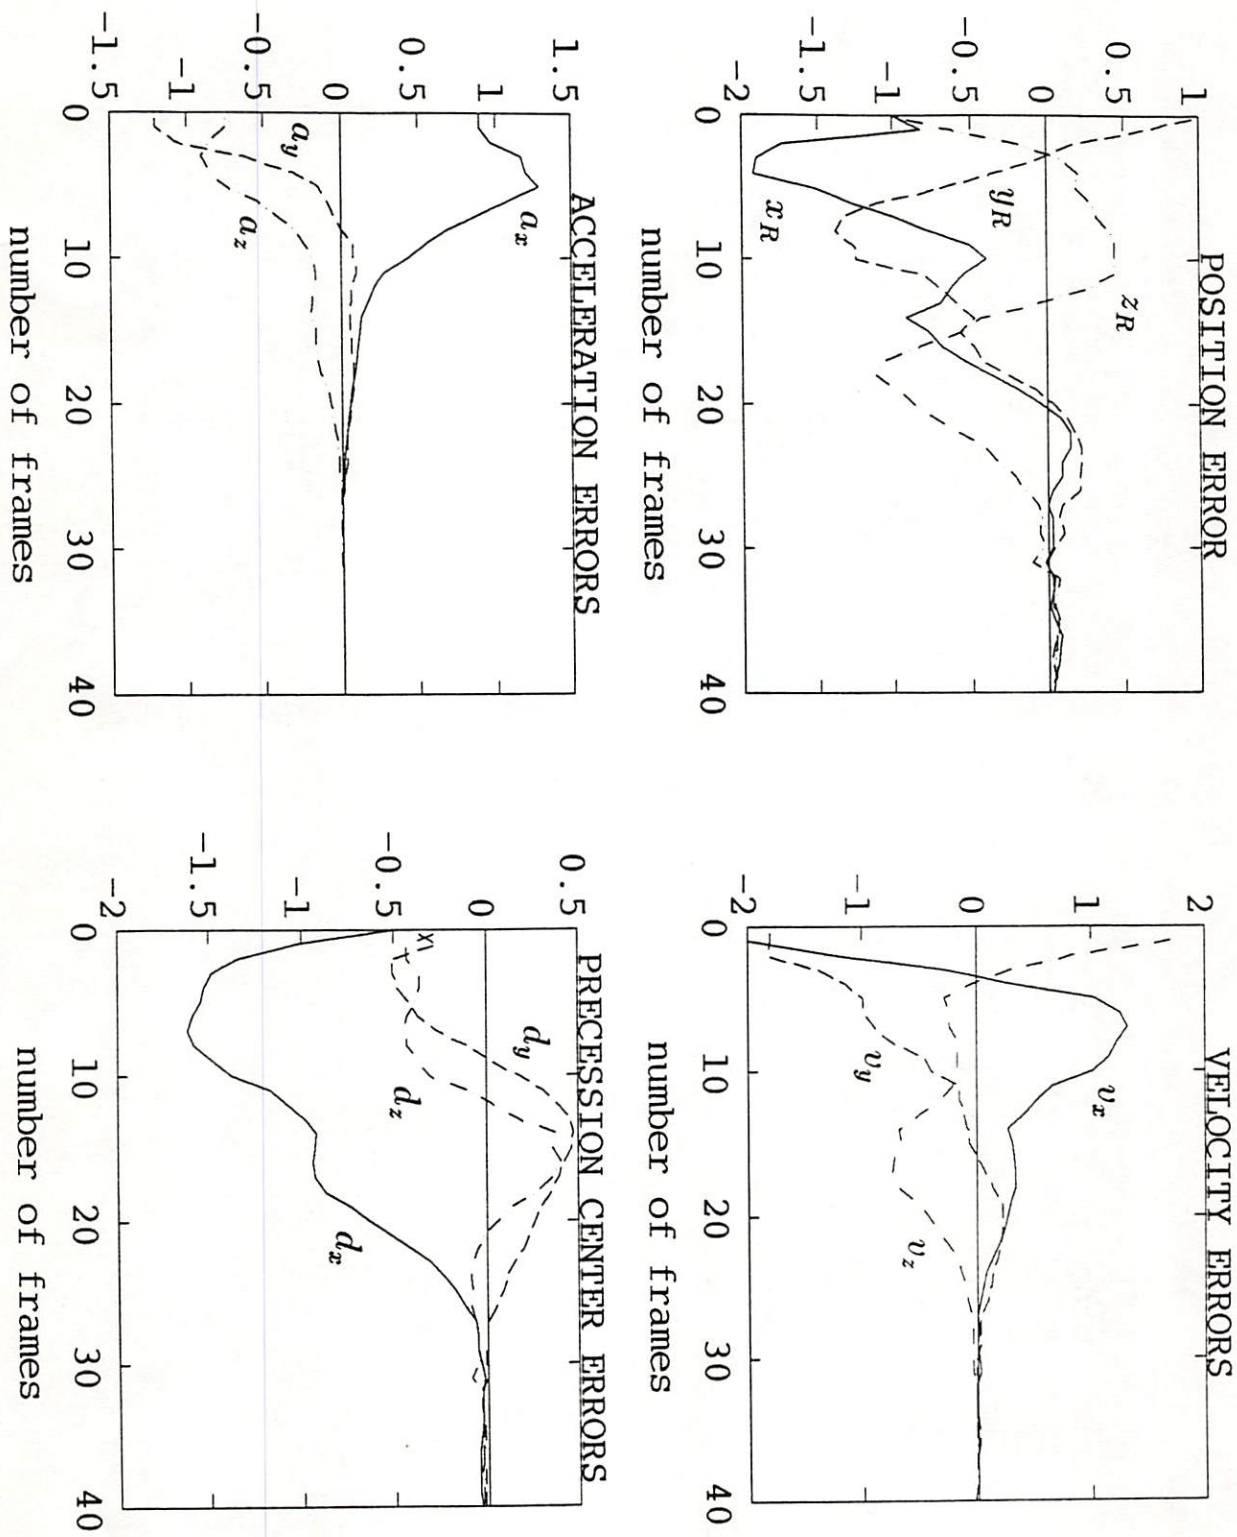 POSITION ERROR
1
0.5
0
-0.5
-1
-1.5
-2
x_R
y_R
z_R
0 10 20 30 40
number of frames
VELOCITY ERRORS
2
1
0
-1
-2
v_x
v_y
v_z
0 10 20 30 40
number of frames
ACCELERATION ERRORS
1.5
1
0.5
0
-0.5
-1
-1.5
a_x
a_y
a_z
0 10 20 30 40
number of frames
PRECESSION CENTER ERRORS
0.5
0
-0.5
-1
-1.5
-2
d_y
d_z
d_x
0 10 20 30 40
number of frames